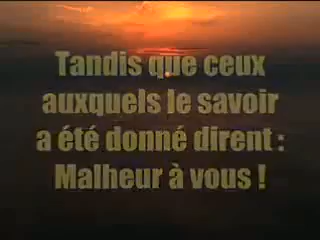 Tandis que ceux
auxquels le savoir
a été donné dirent :
Malheur à vous !